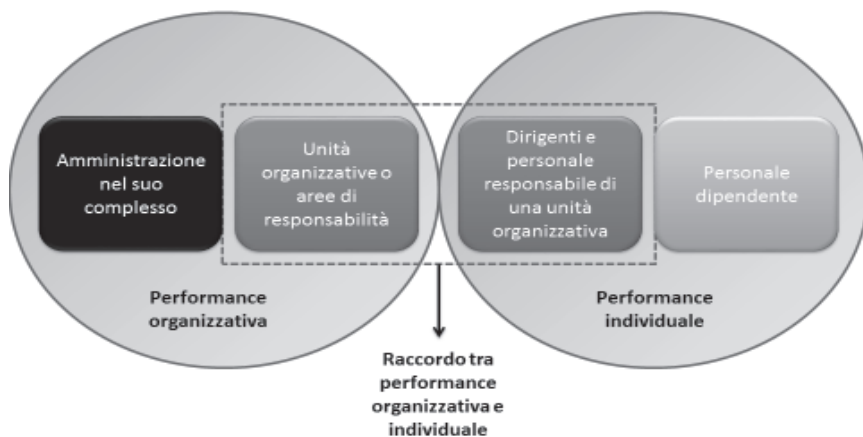 Amministrazione
nel suo
complesso
Unità
organizzative o
aree di
responsabilità
Dirigenti e
personale
responsabile di
una unità
organizzativa
Personale
dipendente
Performance
organizzativa
Performance
individuale
Raccordo tra
performance
organizzativa e
individuale